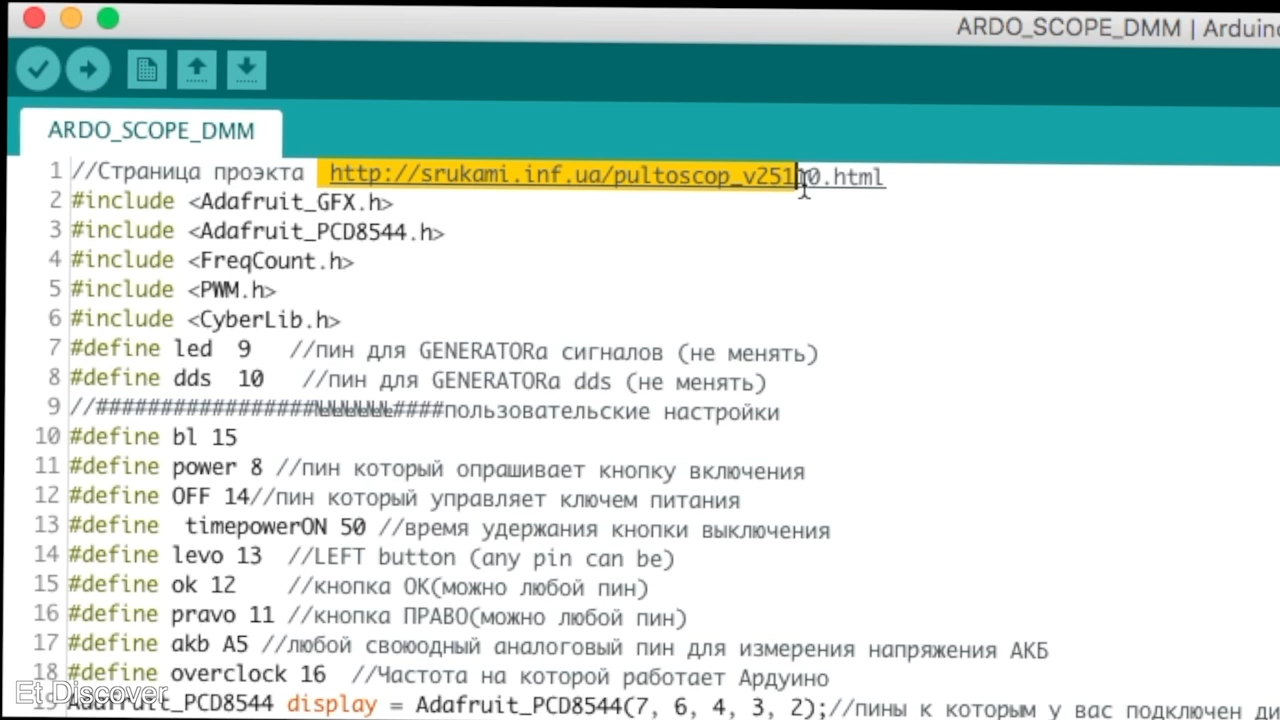 ARDO_SCOPE_DMM | Arduino
ARDO_SCOPE_DMM
1 //Страница проэкта http://srukami.inf.ua/pultoscop_v25100.html
2 #include <Adafruit_GFX.h>
3 #include <Adafruit_PCD8544.h>
4 #include <FreqCount.h>
5 #include <PWM.h>
6 #include <CyberLib.h>
7 #define led 9 //пин для GENERATORa сигналов (не менять)
8 #define dds 10 //пин для GENERATORa dds (не менять)
9 пользовательские настройки
10 #define bl 15
11 #define power 8 //пин который опрашивает кнопку включения
12 #define OFF 14//пин который управляет ключем питания
13 #define timepowerON 50 //время удержания кнопки выключения
14 #define levo 13 //LEFT button (any pin can be)
15 #define ok 12 //кнопка ОК(можно любой пин)
16 #define pravo 11 //кнопка ПРАВО(можно любой пин)
17 #define akb A5 //любой своюодный аналоговый пин для измерения напряжения АКБ
18 #define overclock 16 //Частота на которой работает Ардуино
19 Adafruit_PCD8544 display = Adafruit_PCD8544(7, 6, 4, 3, 2);//пины к которым у вас подключен ди
Et Discover